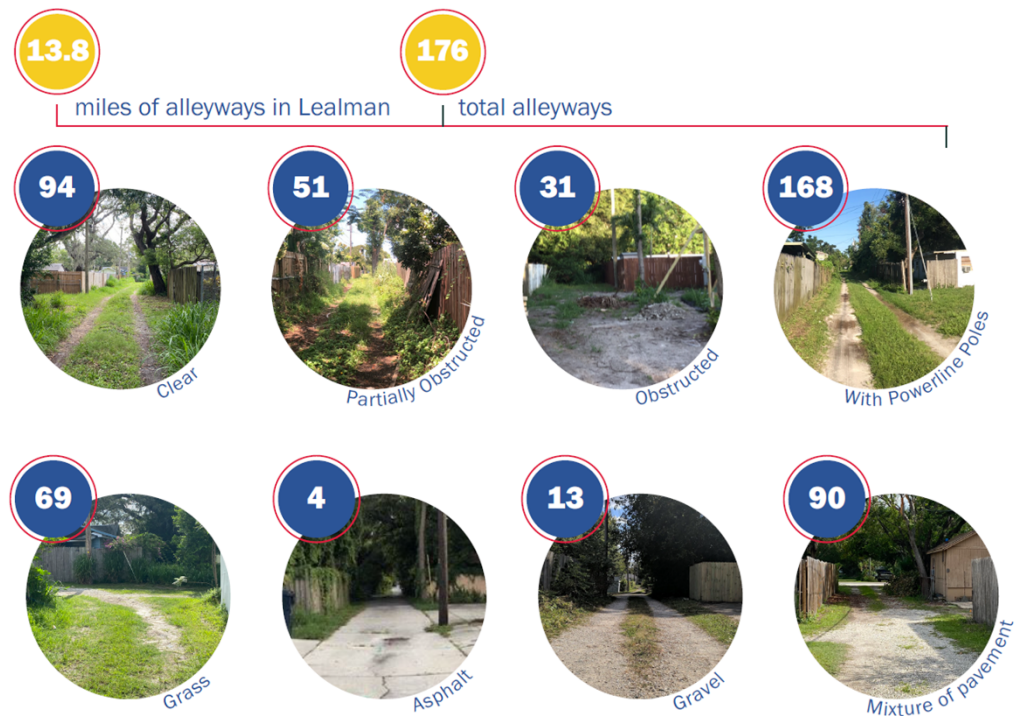 13.8
176
miles of alleyways in Lealman
total alleyways
94
51
31
168
Clear
Partially Obstructed
Obstructed
With Powerline Poles
69
4
13
90
Grass
Asphalt
Gravel
Mixture of pavement